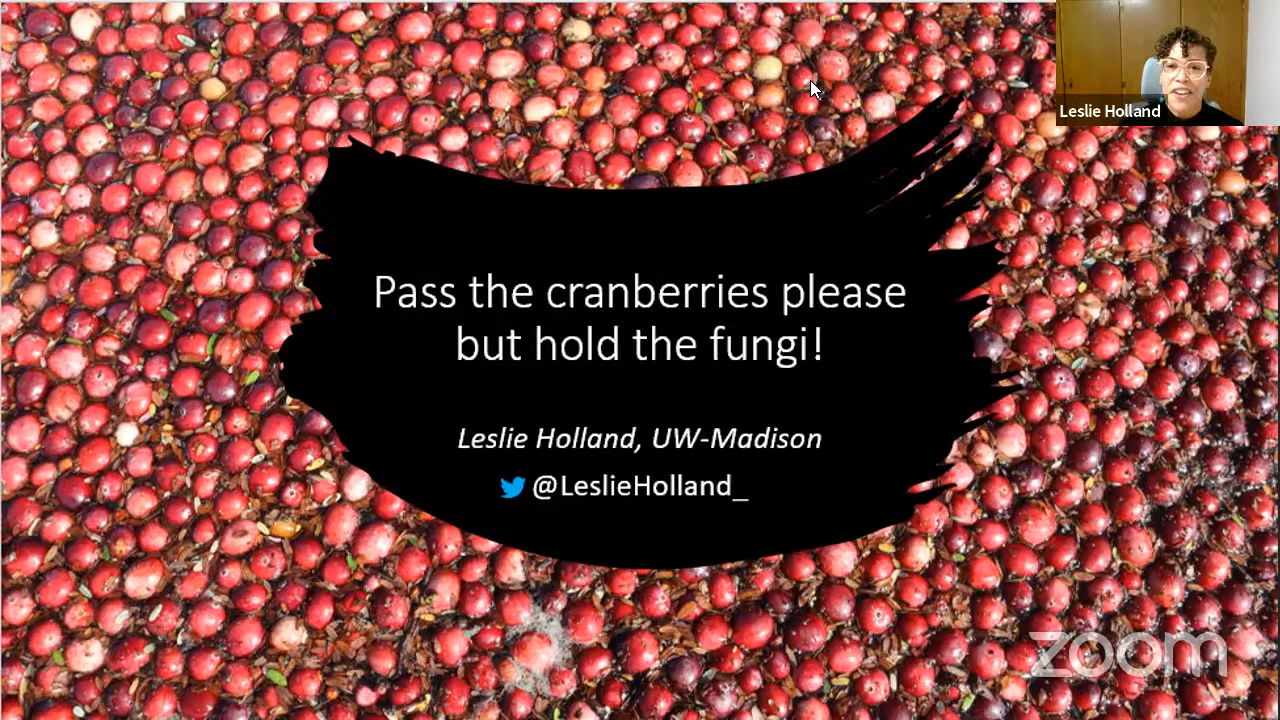 Leslie Holland
Pass the cranberries please
but hold the fungi!
Leslie Holland, UW-Madison
@LeslieHolland_
zoom